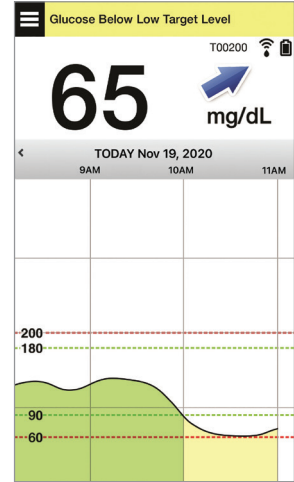 Glucose Below Low Target Level
T00200
65
mg/dL
TODAY Nov 19, 2020
9AM 10AM 11AM
200
180
90
60